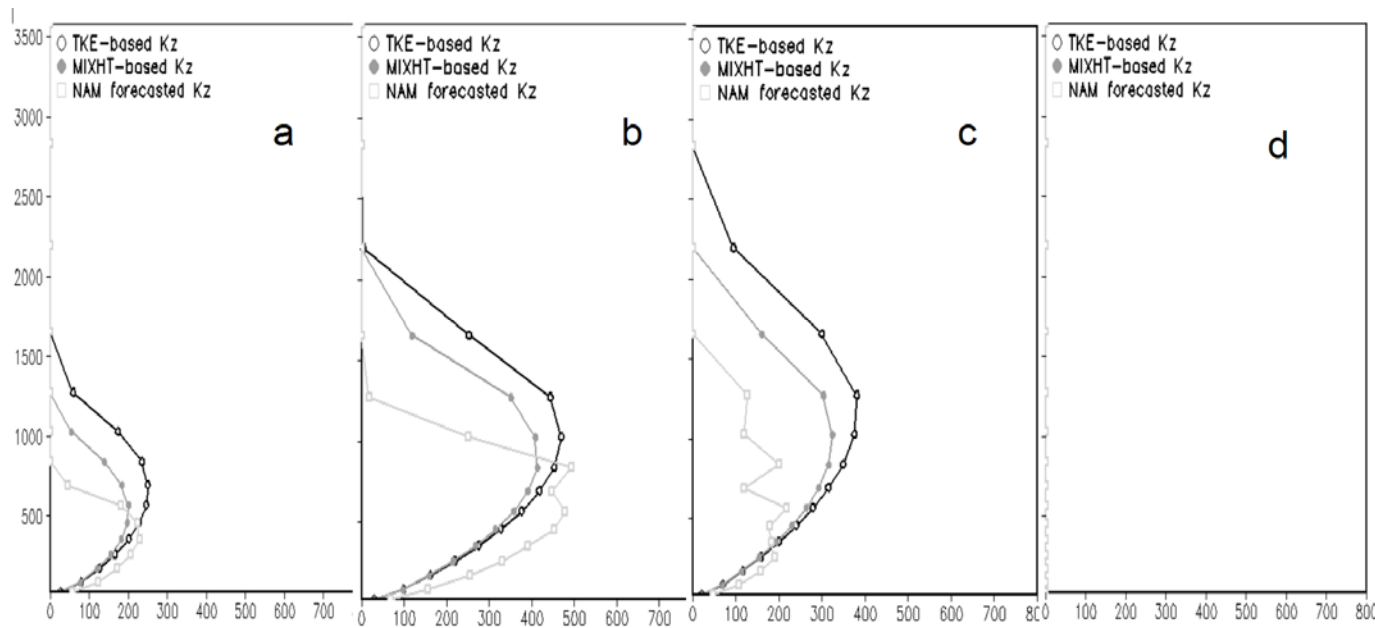 3500
3000
2500
2000
1500
1000
500
TKE-based Kz
MIXHT-based Kz
NAM forecasted Kz
a
0 100 200 300 400 500 600 700
TKE-based Kz
MIXHT-based Kz
NAM forecasted Kz
b
0 100 200 300 400 500 600 700
TKE-based Kz
MIXHT-based Kz
NAM forecasted Kz
c
0 100 200 300 400 500 600 700 800
TKE-based Kz
MIXHT-based Kz
NAM forecasted Kz
d
0 100 200 300 400 500 600 700 800